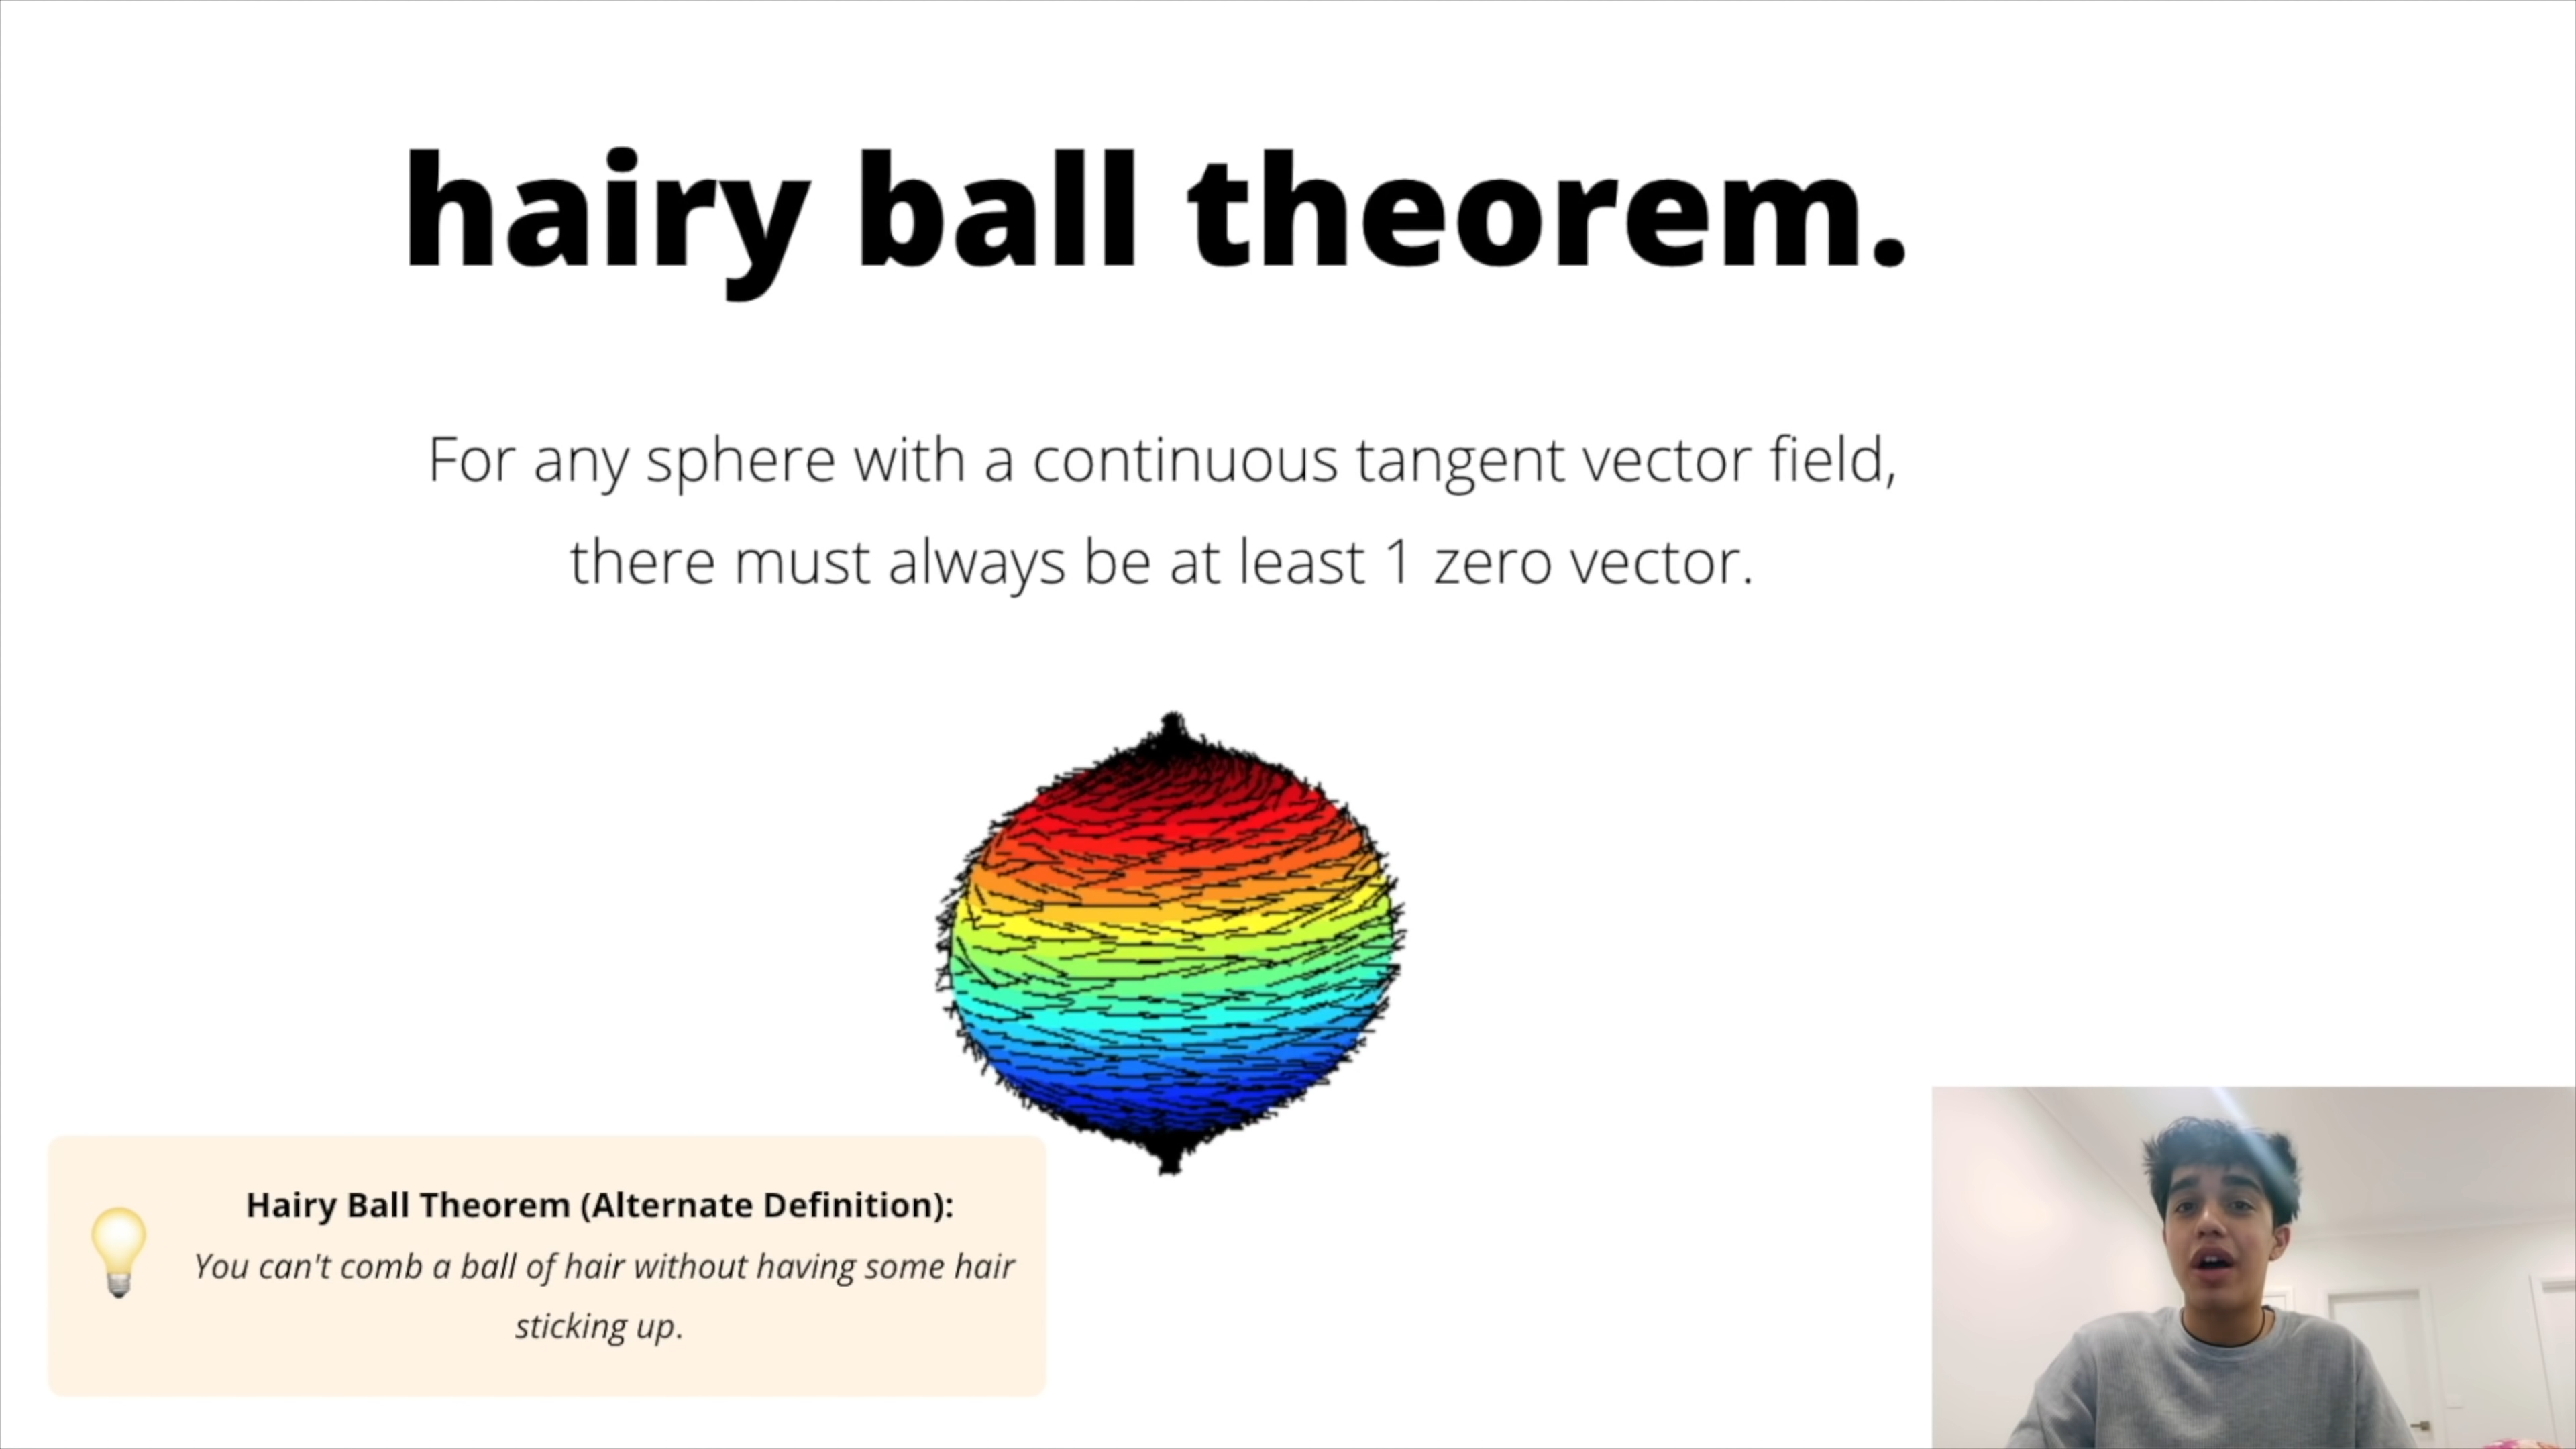 hairy ball theorem.
For any sphere with a continuous tangent vector field,
there must always be at least 1 zero vector.
Hairy Ball Theorem (Alternate Definition):
You can't comb a ball of hair without having some hair
sticking up.